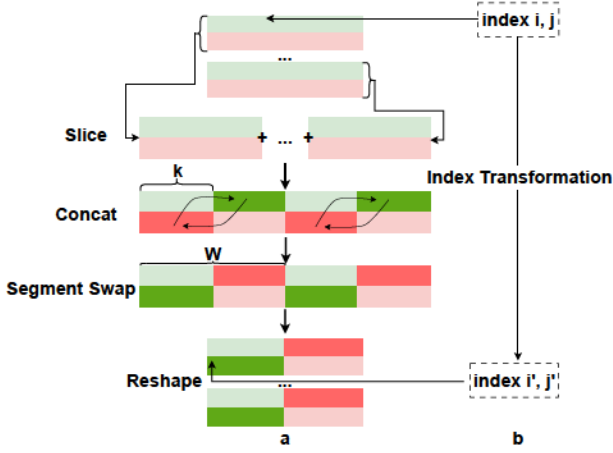 index i, j
...
Slice
+ ... +
k
Index Transformation
Concat
W
Segment Swap
Reshape
...
index i', j'
a
b